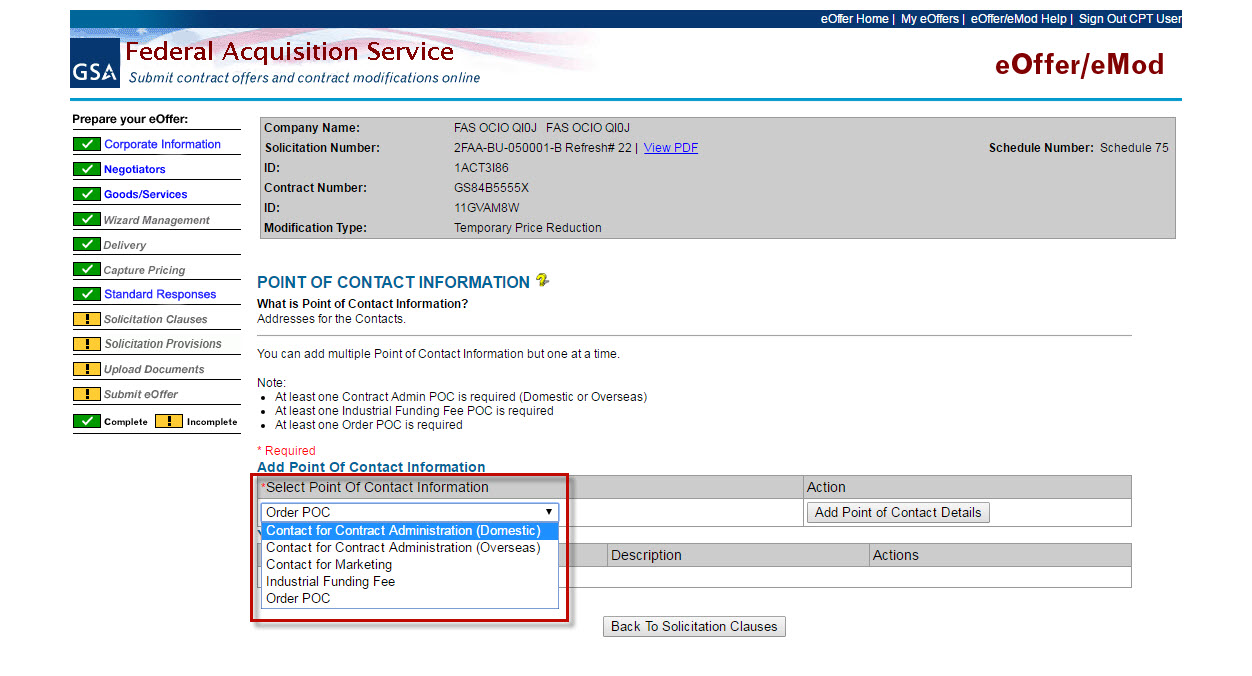 eOffer Home | My eOffers | eOffer/eMod Help | Sign Out CPT User
GSA
Federal Acquisition Service
Submit contract offers and contract modifications online
eOffer/eMod
Prepare your eOffer:
Corporate Information
Negotiators
Goods/Services
Wizard Management
Delivery
Capture Pricing
Standard Responses
! Solicitation Clauses
! Solicitation Provisions
! Upload Documents
! Submit eOffer
Complete ! Incomplete
Company Name: FAS OCIO QI0J FAS OCIO QI0J
Solicitation Number: 2FAA-BU-050001-B Refresh# 22 | View PDF Schedule Number: Schedule 75
ID: 1ACT3I86
Contract Number: GS84B5555X
ID: 11GVAM8W
Modification Type: Temporary Price Reduction
POINT OF CONTACT INFORMATION ?
What is Point of Contact Information?
Addresses for the Contacts.
You can add multiple Point of Contact Information but one at a time.
Note:
• At least one Contract Admin POC is required (Domestic or Overseas)
• At least one Industrial Funding Fee POC is required
• At least one Order POC is required
* Required
Add Point Of Contact Information
*Select Point Of Contact Information Action
Order POC Add Point of Contact Details
Contact for Contract Administration (Domestic)
Contact for Contract Administration (Overseas)
Contact for Marketing
Industrial Funding Fee
Order POC
Description Actions
Back To Solicitation Clauses